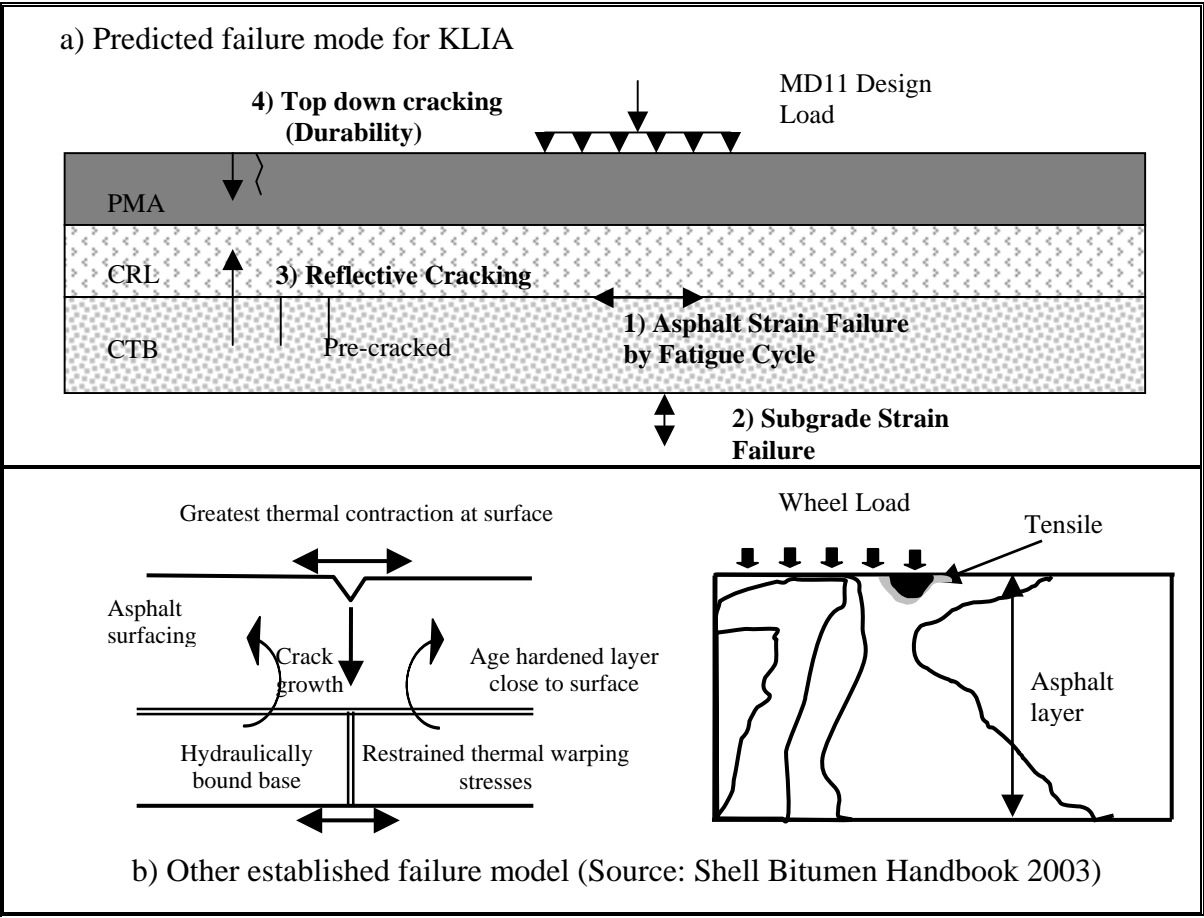 a) Predicted failure mode for KLIA
4) Top down cracking
(Durability)
MD11 Design
Load
PMA
CRL
3) Reflective Cracking
1) Asphalt Strain Failure
by Fatigue Cycle
CTB
Pre-cracked
2) Subgrade Strain
Failure
Greatest thermal contraction at surface
Asphalt
surfacing
Crack
growth
Age hardened layer
close to surface
Hydraulically
bound base
Restrained thermal warping
stresses
Wheel Load
Tensile
Asphalt
layer
b) Other established failure model (Source: Shell Bitumen Handbook 2003)